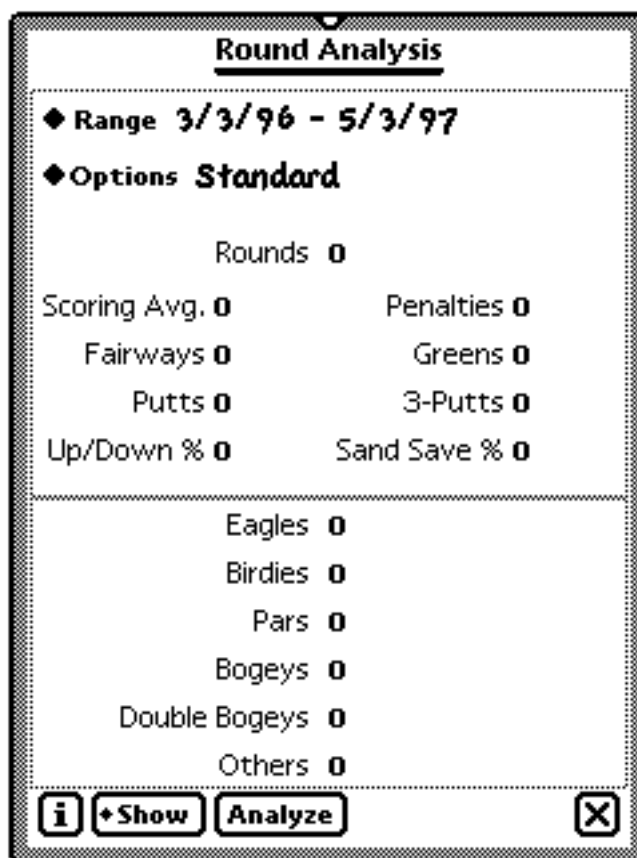 Round Analysis
◆ Range 3/3/96 - 5/3/97
◆ Options Standard
Rounds 0
Scoring Avg. 0 Penalties 0
Fairways 0 Greens 0
Putts 0 3-Putts 0
Up/Down % 0 Sand Save % 0
Eagles 0
Birdies 0
Pars 0
Bogeys 0
Double Bogeys 0
Others 0
i ◆Show Analyze X